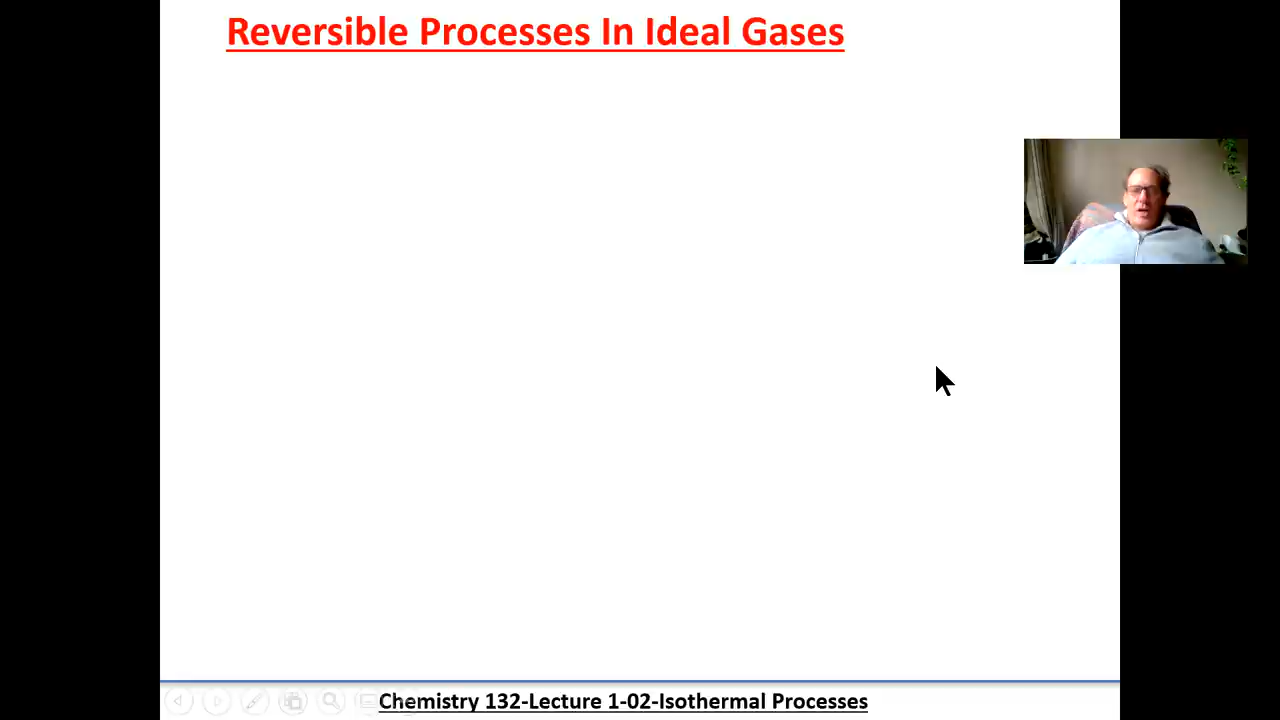 Reversible Processes In Ideal Gases
Chemistry 132-Lecture 1-02-Isothermal Processes